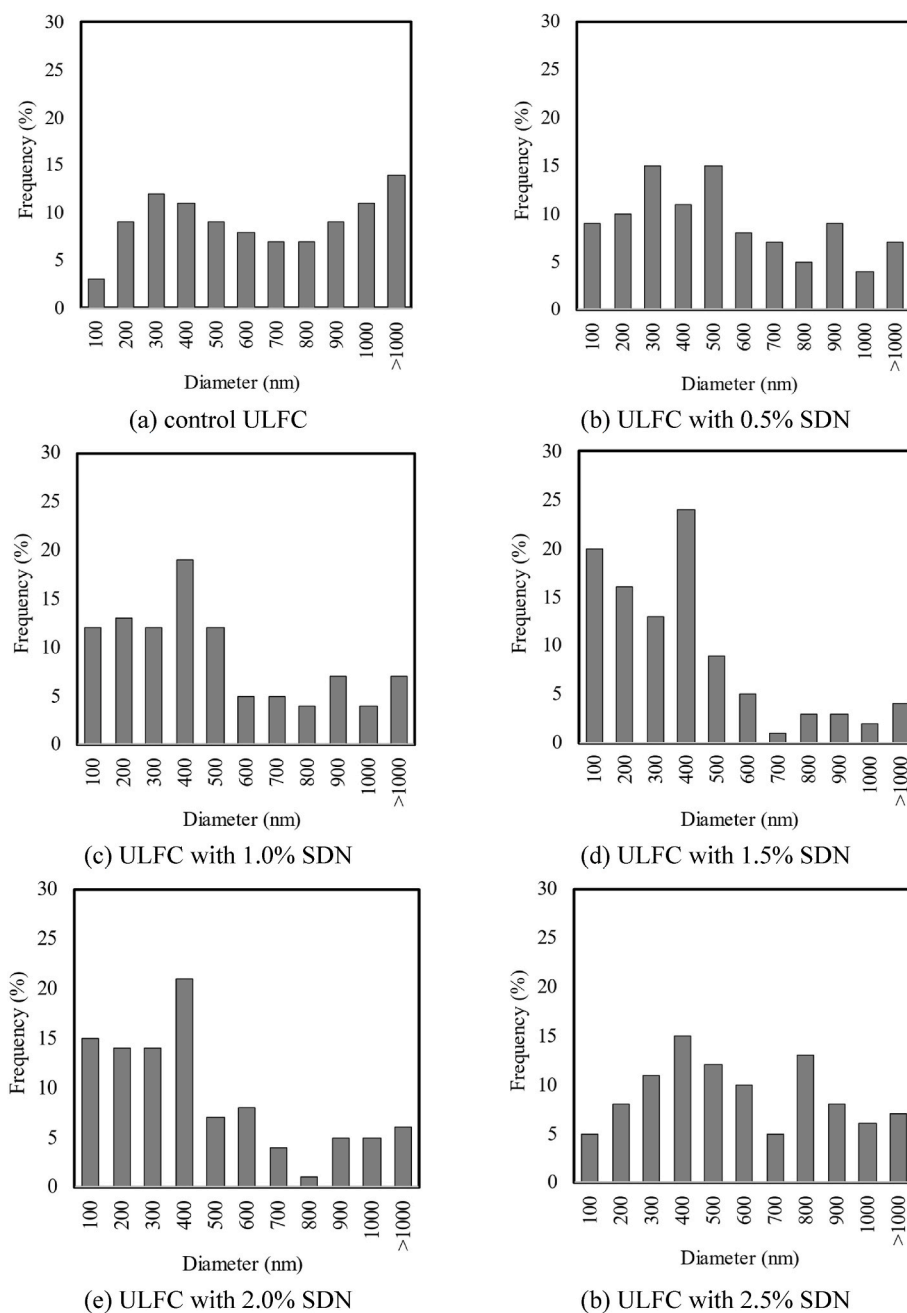 30
25
20
15
10
5
0
Frequency (%)
100 200 300 400 500 600 700 800 900 1000 >1000
Diameter (nm)
(a) control ULFC
30
25
20
15
10
5
0
Frequency (%)
100 200 300 400 500 600 700 800 900 1000 >1000
Diameter (nm)
(b) ULFC with 0.5% SDN
30
25
20
15
10
5
0
Frequency (%)
100 200 300 400 500 600 700 800 900 1000 >1000
Diameter (nm)
(c) ULFC with 1.0% SDN
30
25
20
15
10
5
0
Frequency (%)
100 200 300 400 500 600 700 800 900 1000 >1000
Diameter (nm)
(d) ULFC with 1.5% SDN
30
25
20
15
10
5
0
Frequency (%)
100 200 300 400 500 600 700 800 900 1000 >1000
Diameter (nm)
(e) ULFC with 2.0% SDN
30
25
20
15
10
5
0
Frequency (%)
100 200 300 400 500 600 700 800 900 1000 >1000
Diameter (nm)
(b) ULFC with 2.5% SDN